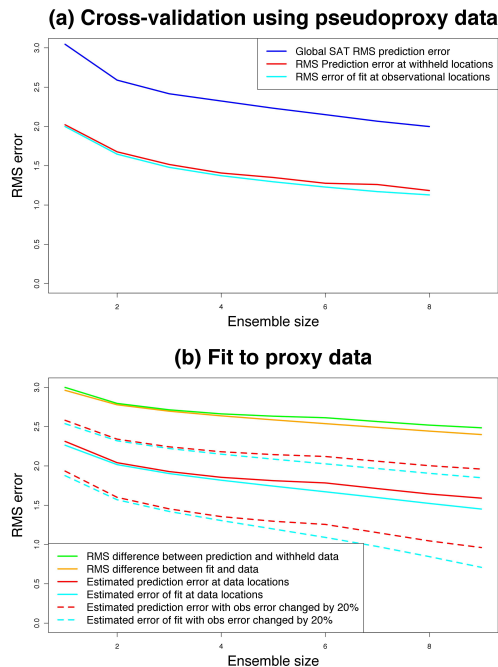 (a) Cross-validation using pseudoproxy data
Global SAT RMS prediction error
RMS Prediction error at withheld locations
RMS error of fit at observational locations
RMS error
3.0
2.5
2.0
1.5
1.0
0.5
0.0
2 4 6 8
Ensemble size
(b) Fit to proxy data
RMS error
3.0
2.5
2.0
1.5
1.0
0.5
0.0
RMS difference between prediction and withheld data
RMS difference between fit and data
Estimated prediction error at data locations
Estimated error of fit at data locations
Estimated prediction error with obs error changed by 20%
Estimated error of fit with obs error changed by 20%
2 4 6 8
Ensemble size